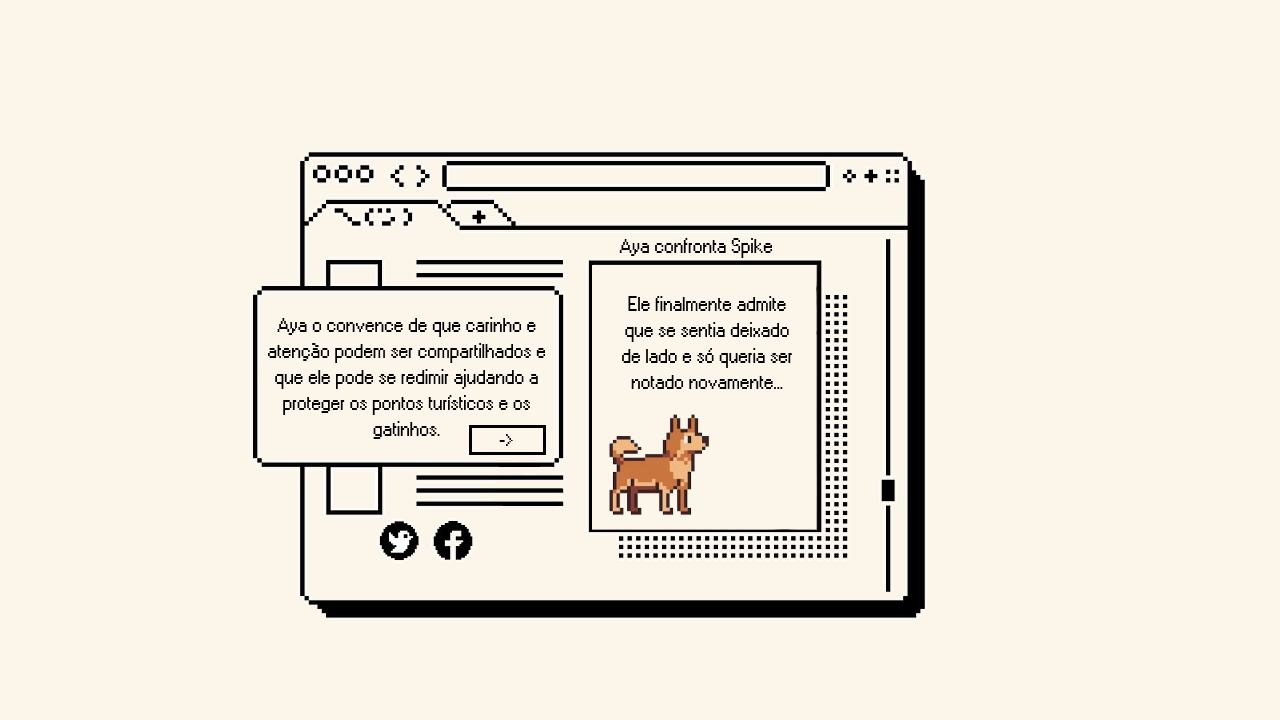 Aya confronta Spike
Ele finalmente admite
que se sentia deixado
de lado e só queria ser
notado novamente...
Aya o convence de que carinho e
atenção podem ser compartilhados e
que ele pode se redimir ajudando a
proteger os pontos turísticos e os
gatinhos.
->